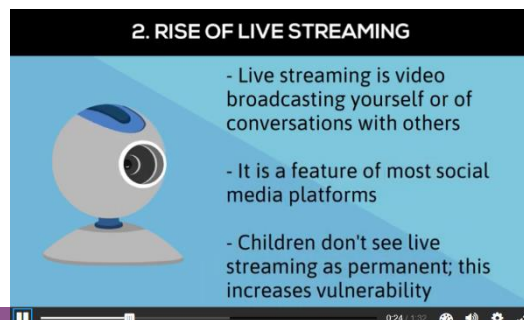 2. RISE OF LIVE STREAMING
- Live streaming is video
broadcasting yourself or of
conversations with others
- It is a feature of most social
media platforms
- Children don't see live
streaming as permanent; this
increases vulnerability
0:24 / 1:32